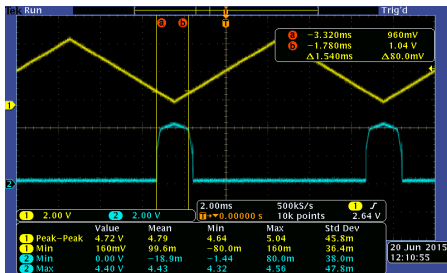 Tek Run
Trig'd
a b
T
a -3.320ms 960mV
b -1.780ms 1.04 V
Δ1.540ms Δ80.0mV
1
2
1 2.00 V 2 2.00 V
2.00ms 500kS/s 1
T→▼0.00000 s 10k points 2.64 V
Value Mean Min Max Std Dev
1 Peak-Peak 4.72 V 4.79 4.64 5.04 45.8m
1 Min 160mV 99.6m -80.0m 160m 36.4m
2 Min 0.00 V -18.9m -1.44 80.0m 38.0m
2 Max 4.40 V 4.43 4.32 4.56 47.8m
20 Jun 2015
12:10:55